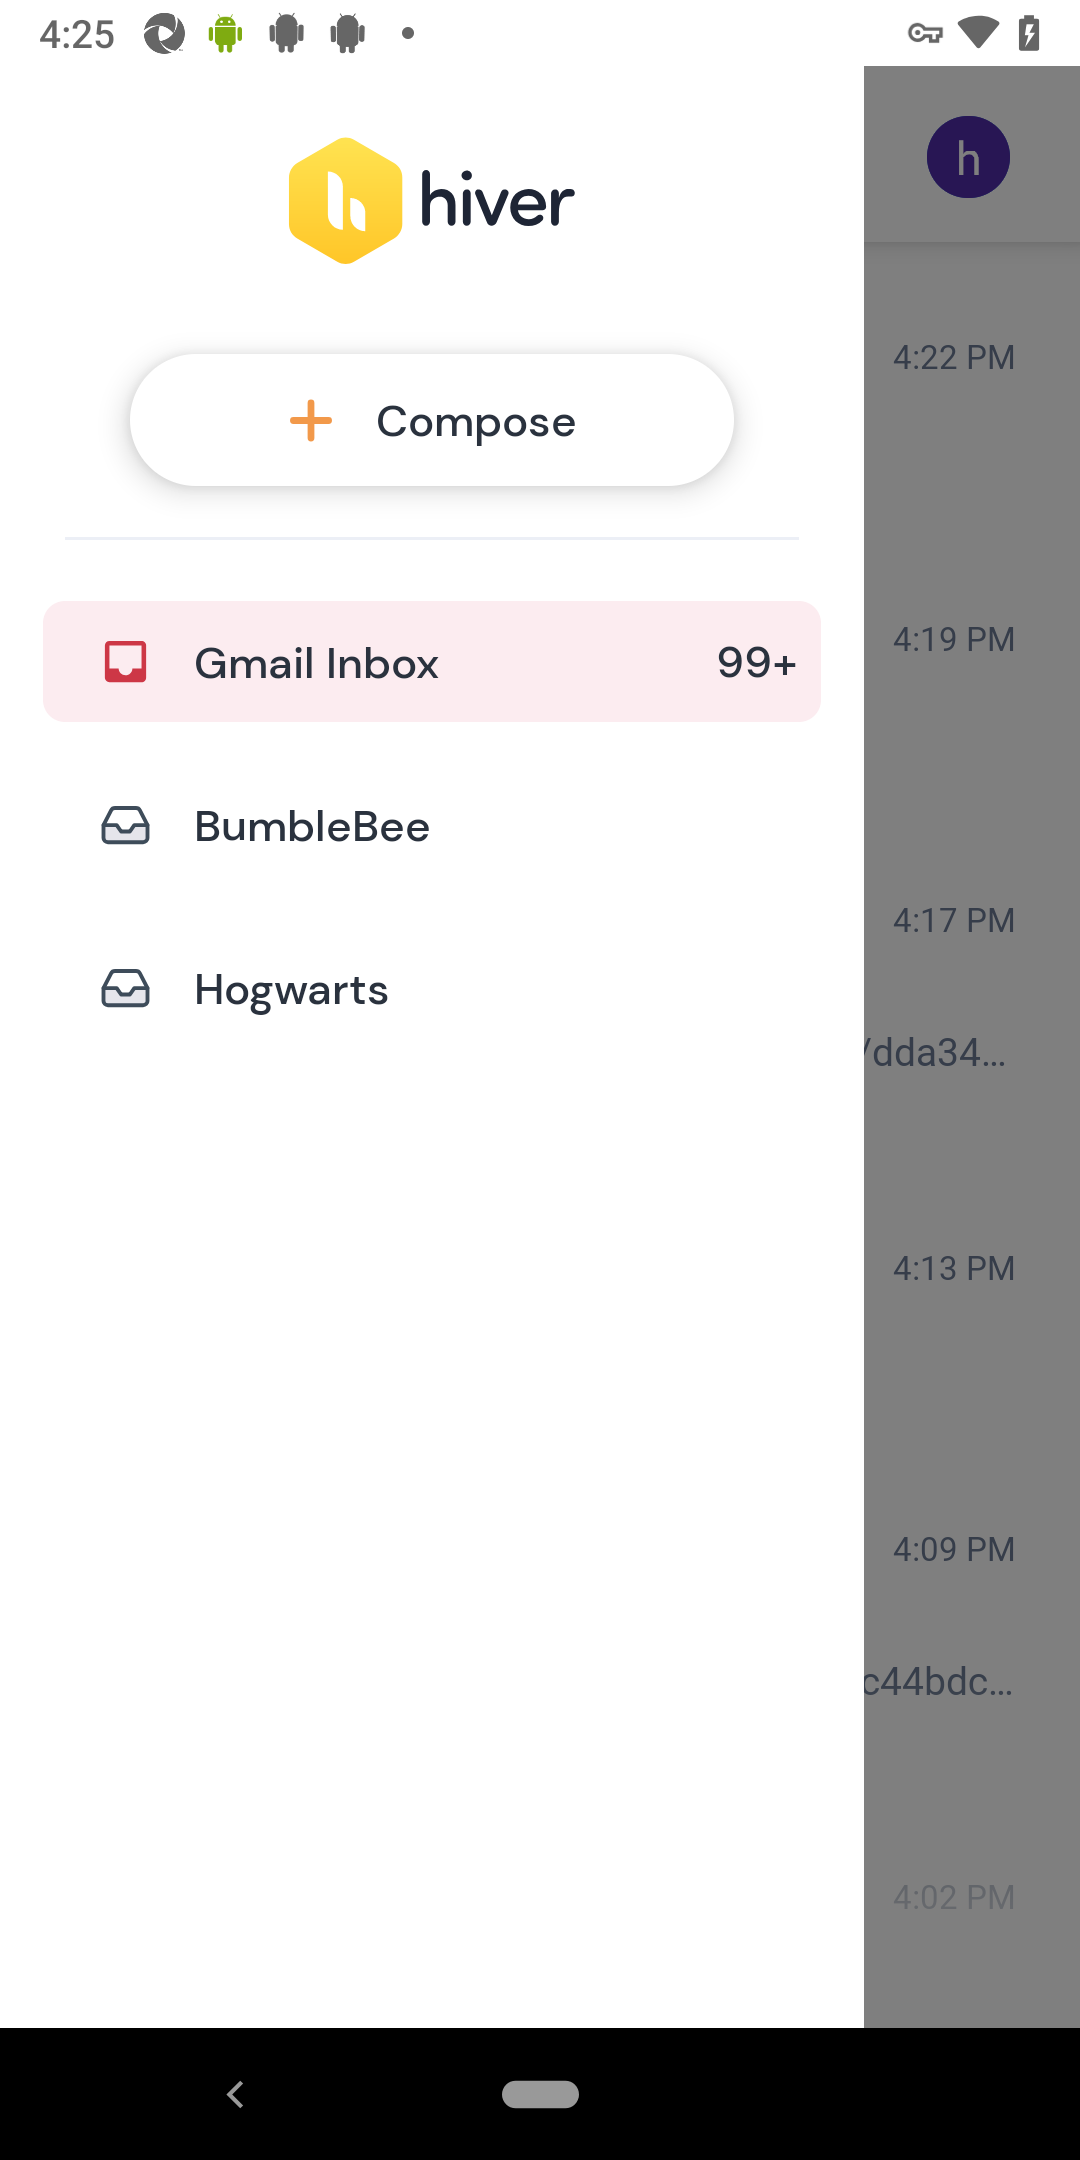 4:25
hiver
h
Compose
4:22 PM
4:19 PM
Gmail Inbox 99+
BumbleBee
4:17 PM
Hogwarts
/dda34...
4:13 PM
4:09 PM
c44bdc...
4:02 PM